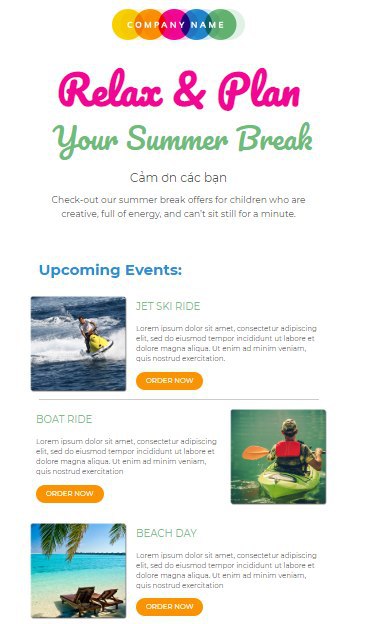 COMPANY NAME
Relax & Plan
Your Summer Break
Cảm ơn các bạn
Check-out our summer break offers for children who are
creative, full of energy, and can't sit still for a minute.
Upcoming Events:
JET SKI RIDE
Lorem ipsum dolor sit amet, consectetur adipiscing
elit, sed do eiusmod tempor incididunt ut labore et
dolore magna aliqua. Ut enim ad minim veniam,
quis nostrud exercitation.
ORDER NOW
BOAT RIDE
Lorem ipsum dolor sit amet, consectetur adipiscing
elit, sed do eiusmod tempor incididunt ut labore et
dolore magna aliqua. Ut enim ad minim veniam,
quis nostrud exercitation
ORDER NOW
BEACH DAY
Lorem ipsum dolor sit amet, consectetur adipiscing
elit, sed do eiusmod tempor incididunt ut labore et
dolore magna aliqua. Ut enim ad minim veniam,
quis nostrud exercitation
ORDER NOW